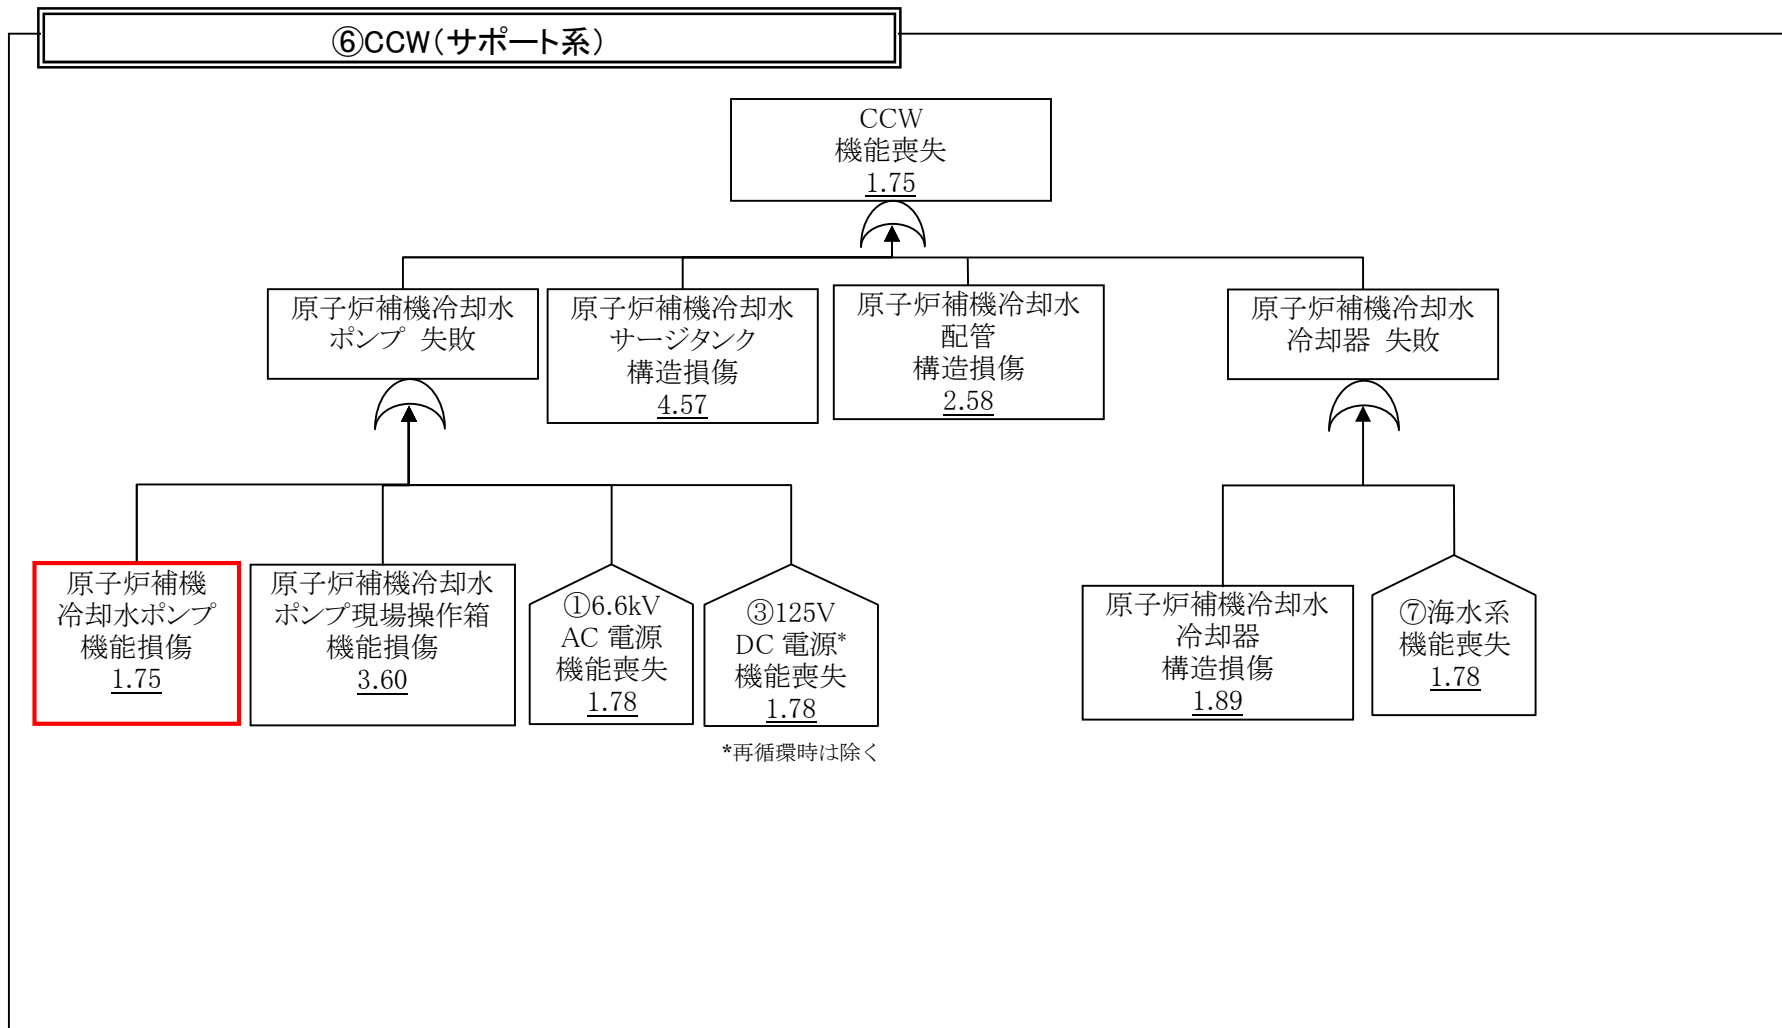 ⑥CCW(サポート系)
CCW
機能喪失
1.75
原子炉補機冷却水
ポンプ 失敗
原子炉補機冷却水
サージタンク
構造損傷
4.57
原子炉補機冷却水
配管
構造損傷
2.58
原子炉補機冷却水
冷却器 失敗
原子炉補機
冷却水ポンプ
機能損傷
1.75
原子炉補機冷却水
ポンプ現場操作箱
機能損傷
3.60
①6.6kV
AC 電源
機能喪失
1.78
③125V
DC 電源*
機能喪失
1.78
*再循環時は除く
原子炉補機冷却水
冷却器
構造損傷
1.89
⑦海水系
機能喪失
1.78